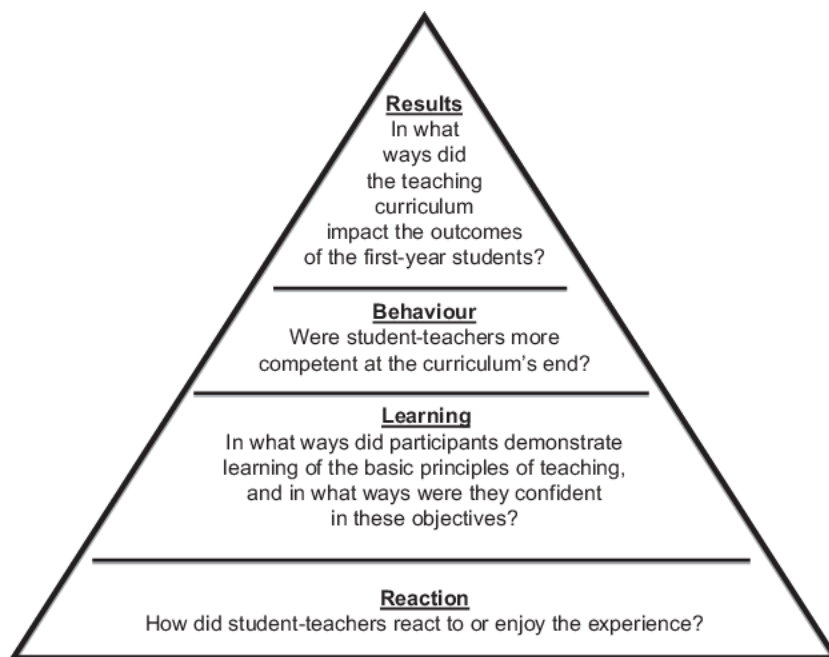 Results
In what
ways did
the teaching
curriculum
impact the outcomes
of the first-year students?
Behaviour
Were student-teachers more
competent at the curriculum's end?
Learning
In what ways did participants demonstrate
learning of the basic principles of teaching,
and in what ways were they confident
in these objectives?
Reaction
How did student-teachers react to or enjoy the experience?